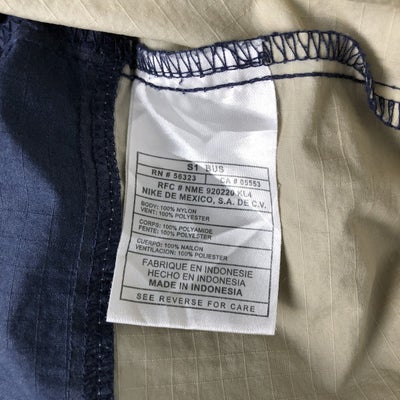 S1 BUS
RN # 56323 CA # 05553
RFC # NME 920220 KL4
NIKE DE MEXICO, S.A. DE C.V.
BODY: 100% NYLON
VENT: 100% POLYESTER
CORPS: 100% POLYAMIDE
FENTE: 100% POLYESTER
CUERPO: 100% NAILON
VENTILACION: 100% POLIESTER
FABRIQUE EN INDONESIE
HECHO EN INDONESIA
MADE IN INDONESIA
SEE REVERSE FOR CARE